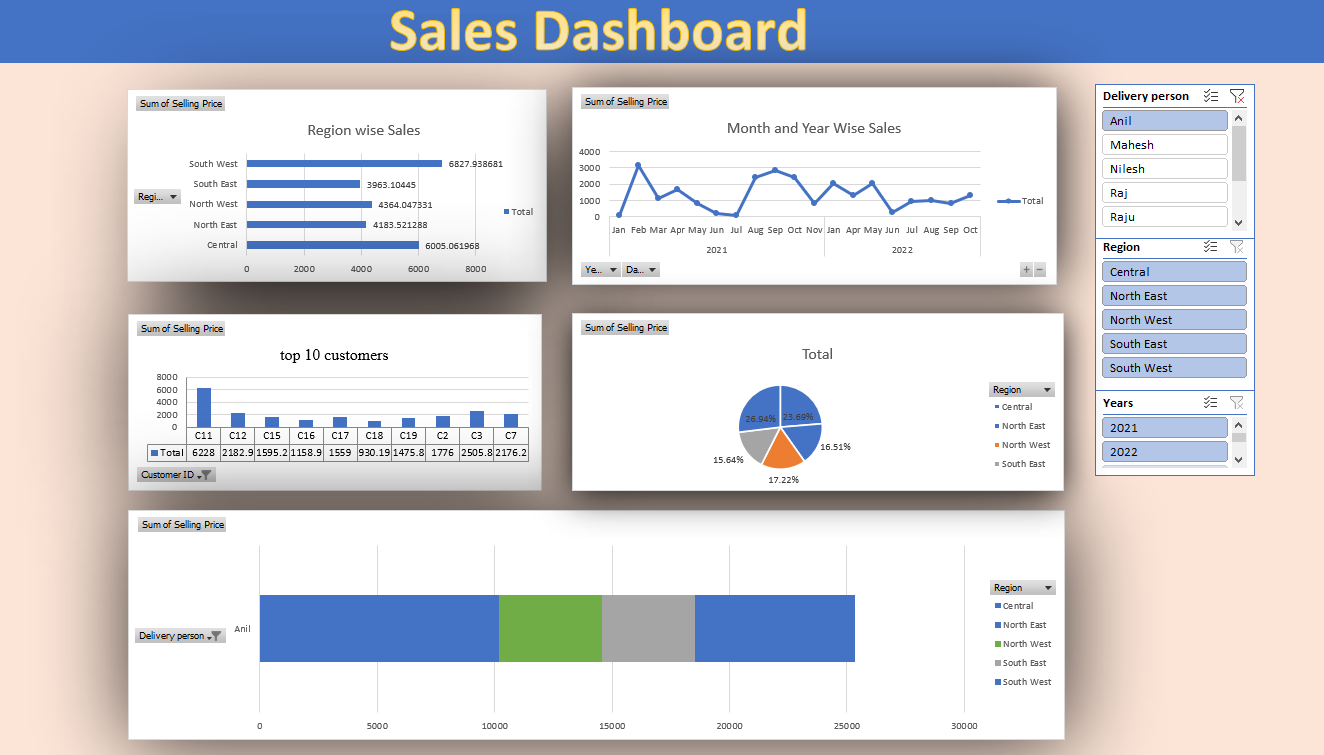 Sales Dashboard
Sum of Selling Price
Region wise Sales
South West 6827.938681
South East 3963.10445
Regi...
North West 4364.047331
Total
North East 4183.521288
Central 6005.061968
0 2000 4000 6000 8000
Sum of Selling Price
Month and Year Wise Sales
4000
3000
2000
1000
0
Total
Jan Feb Mar Apr May Jun Jul Aug Sep Oct Nov Jan Apr May Jun Jul Aug Sep Oct
2021 2022
Ye... Da... + −
Delivery person
Anil
Mahesh
Nilesh
Raj
Raju
Region
Central
North East
North West
South East
South West
Years
2021
2022
Sum of Selling Price
top 10 customers
8000
6000
4000
2000
0
C11 C12 C15 C16 C17 C18 C19 C2 C3 C7
Total 6228 2182.9 1595.2 1158.9 1559 930.19 1475.8 1776 2505.8 2176.2
Customer ID
Sum of Selling Price
Total
26.94% 23.69%
16.51%
15.64%
17.22%
Region
Central
North East
North West
South East
Sum of Selling Price
Delivery person
Anil
0 5000 10000 15000 20000 25000 30000
Region
Central
North East
North West
South East
South West